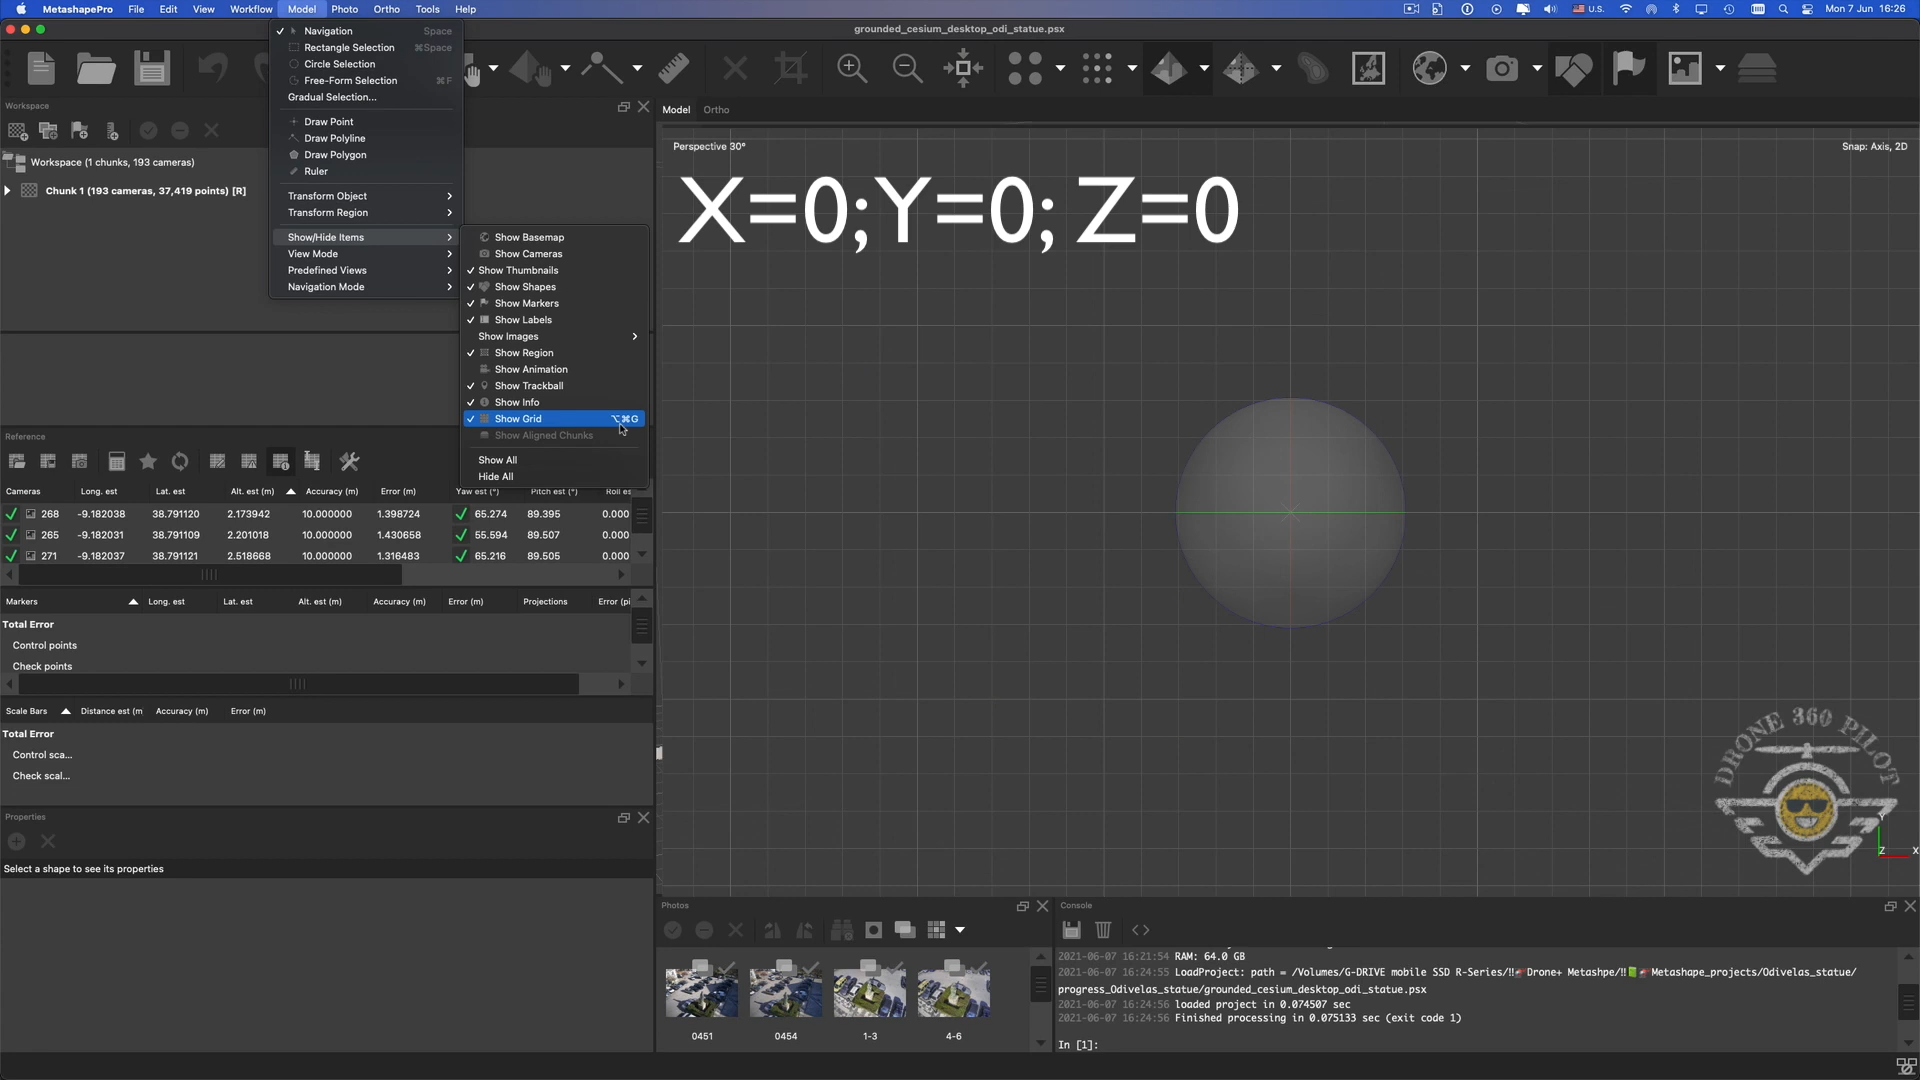 MetashapePro File Edit View Workflow Model Photo Ortho Tools Help
U.S. Mon 7 Jun 16:26
grounded_cesium_desktop_odi_statue.psx
Navigation Space
Rectangle Selection ⌘Space
Circle Selection
Free-Form Selection ⌘F
Gradual Selection...
Draw Point
Draw Polyline
Draw Polygon
Ruler
Transform Object
Transform Region
Show/Hide Items
View Mode
Predefined Views
Navigation Mode
Show Basemap
Show Cameras
Show Thumbnails
Show Shapes
Show Markers
Show Labels
Show Images
Show Region
Show Animation
Show Trackball
Show Info
Show Grid ⌥⌘G
Show Aligned Chunks
Show All
Hide All
Workspace
Workspace (1 chunks, 193 cameras)
Chunk 1 (193 cameras, 37,419 points) [R]
Model Ortho
Perspective 30°
Snap: Axis, 2D
X=0;Y=0; Z=0
Reference
Cameras Long. est Lat. est Alt. est (m) Accuracy (m) Error (m) Yaw est (°) Pitch est (°) Roll es
268 -9.182038 38.791120 2.173942 10.000000 1.398724 65.274 89.395 0.000
265 -9.182031 38.791109 2.201018 10.000000 1.430658 55.594 89.507 0.000
271 -9.182037 38.791121 2.518668 10.000000 1.316483 65.216 89.505 0.000
Markers Long. est Lat. est Alt. est (m) Accuracy (m) Error (m) Projections Error (pi
Total Error
Control points
Check points
Scale Bars Distance est (m Accuracy (m) Error (m)
Total Error
Control sca...
Check scal...
Properties
Select a shape to see its properties
DRONE 360 PILOT
Y
Z X
Photos
0451 0454 1-3 4-6
Console
2021-06-07 16:21:54 RAM: 64.0 GB
2021-06-07 16:24:55 LoadProject: path = /Volumes/G-DRIVE mobile SSD R-Series/‼️🚁Drone+ Metashpe/‼️📗🚁Metashape_projects/Odivelas_statue/
progress_Odivelas_statue/grounded_cesium_desktop_odi_statue.psx
2021-06-07 16:24:56 loaded project in 0.074507 sec
2021-06-07 16:24:56 Finished processing in 0.075133 sec (exit code 1)
In [1]: